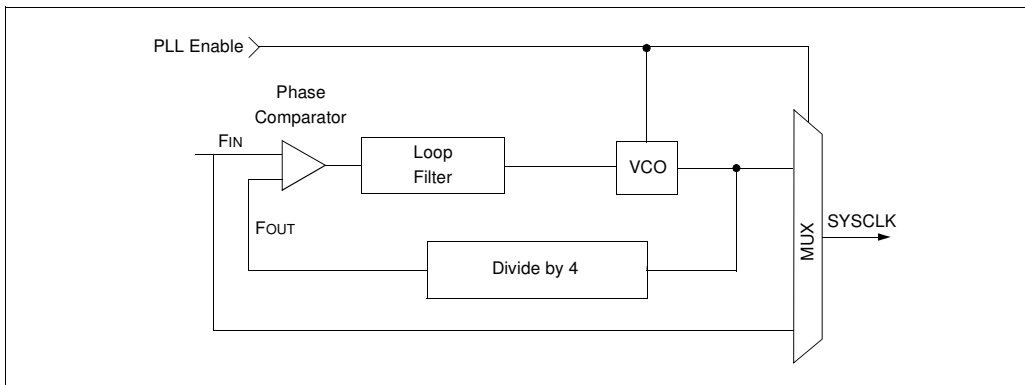 PLL Enable
Phase
Comparator
FIN
Loop
Filter
VCO
SYSCLK
MUX
FOUT
Divide by 4